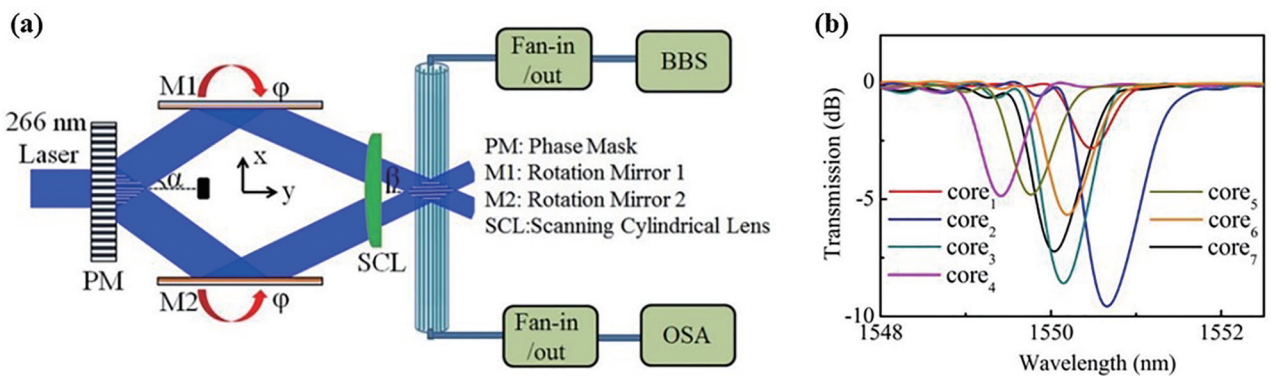 (a)
M1
φ
266 nm
Laser
PM
α
x
y
β
SCL
M2
φ
Fan-in
/out
BBS
PM: Phase Mask
M1: Rotation Mirror 1
M2: Rotation Mirror 2
SCL:Scanning Cylindrical Lens
Fan-in
/out
OSA
(b)
Transmission (dB)
0
-5
-10
core1
core2
core3
core4
core5
core6
core7
1548
1550
1552
Wavelength (nm)